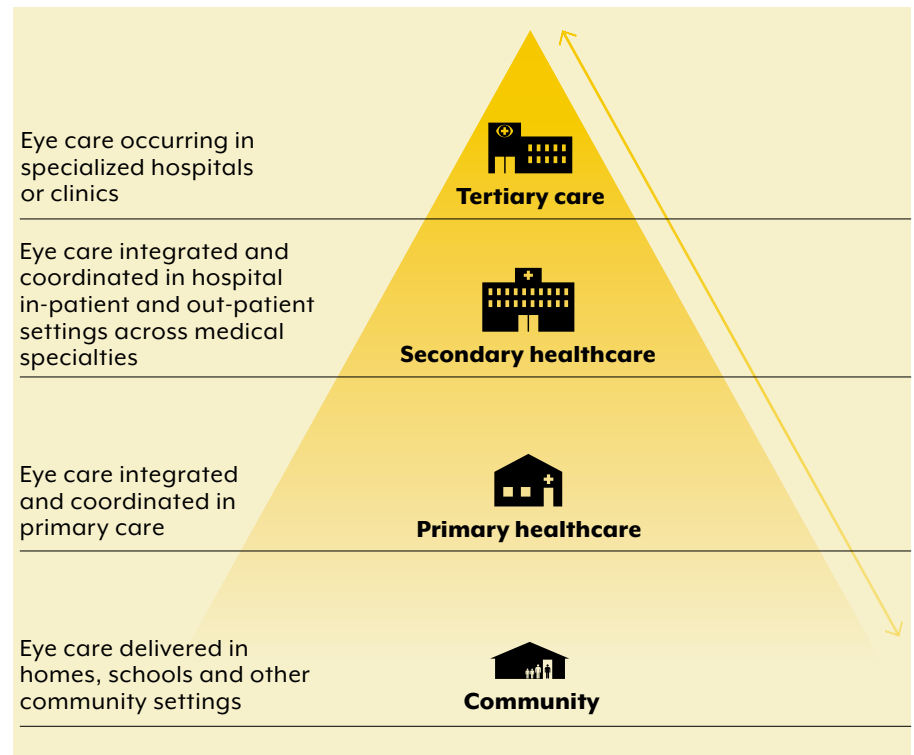 Eye care occurring in
specialized hospitals
or clinics
Tertiary care
Eye care integrated and
coordinated in hospital
in-patient and out-patient
settings across medical
specialties
Secondary healthcare
Eye care integrated
and coordinated in
primary care
Primary healthcare
Eye care delivered in
homes, schools and other
community settings
Community